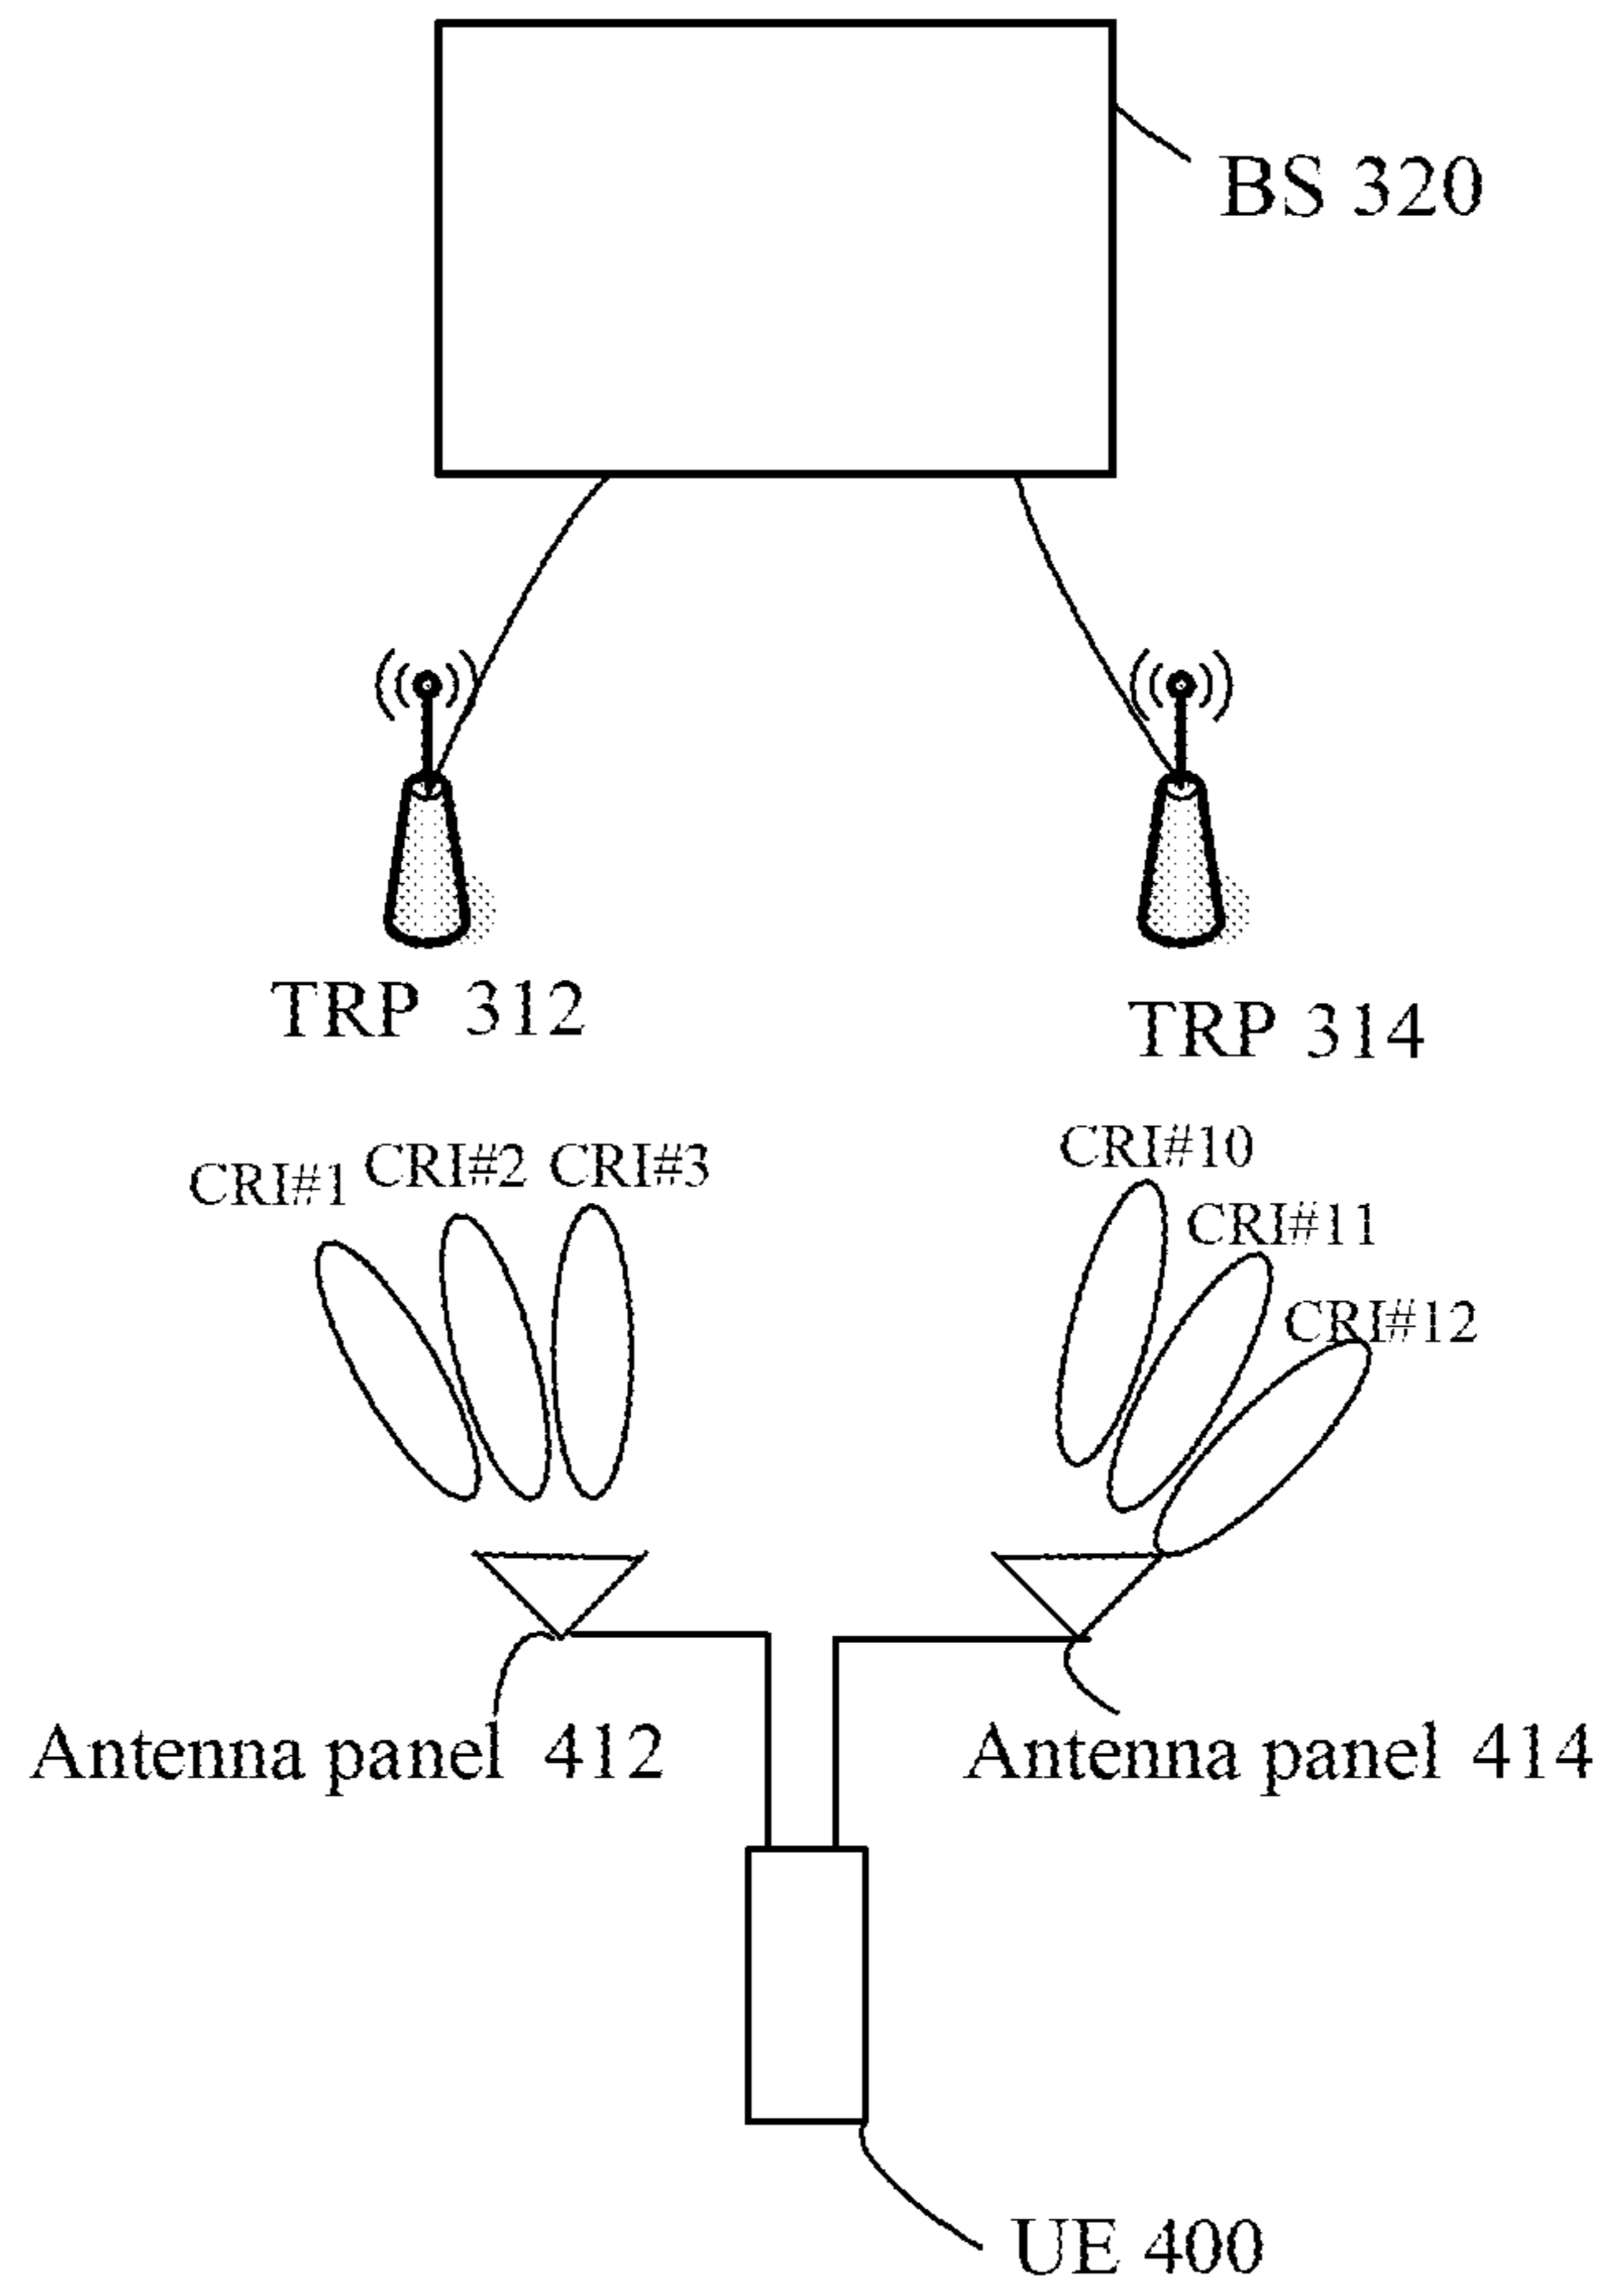 BS 320
TRP 312
TRP 314
CRI#1
CRI#2
CRI#3
CRI#10
CRI#11
CRI#12
Antenna panel 412
Antenna panel 414
UE 400